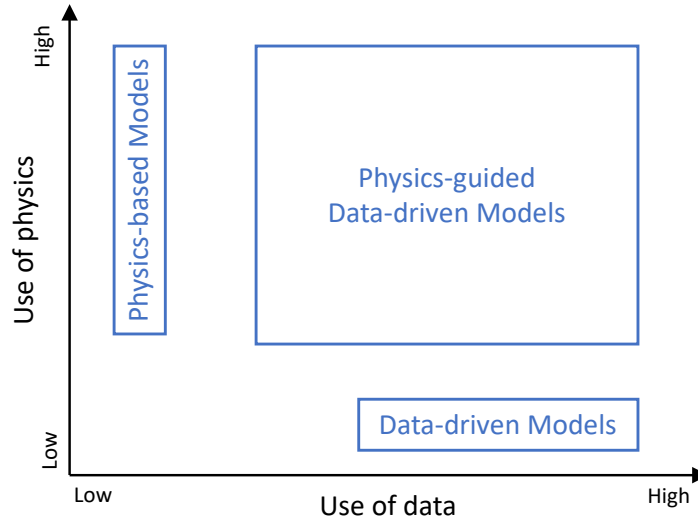 High
Use of physics
Low
Physics-based Models
Physics-guided
Data-driven Models
Data-driven Models
Low
High
Use of data